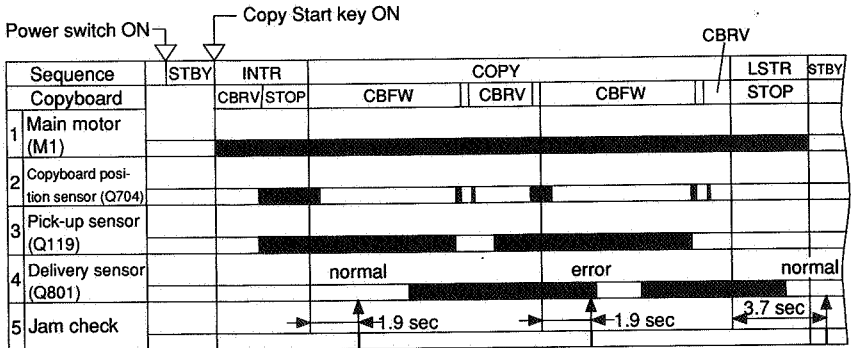 Copy Start key ON
Power switch ON
CBRV
Sequence STBY INTR COPY LSTR STBY
Copyboard CBRV STOP CBFW CBRV CBFW STOP
1 Main motor
(M1)
2 Copyboard posi-
tion sensor (Q704)
3 Pick-up sensor
(Q119)
4 Delivery sensor normal error normal
(Q801)
5 Jam check 1.9 sec 1.9 sec 3.7 sec